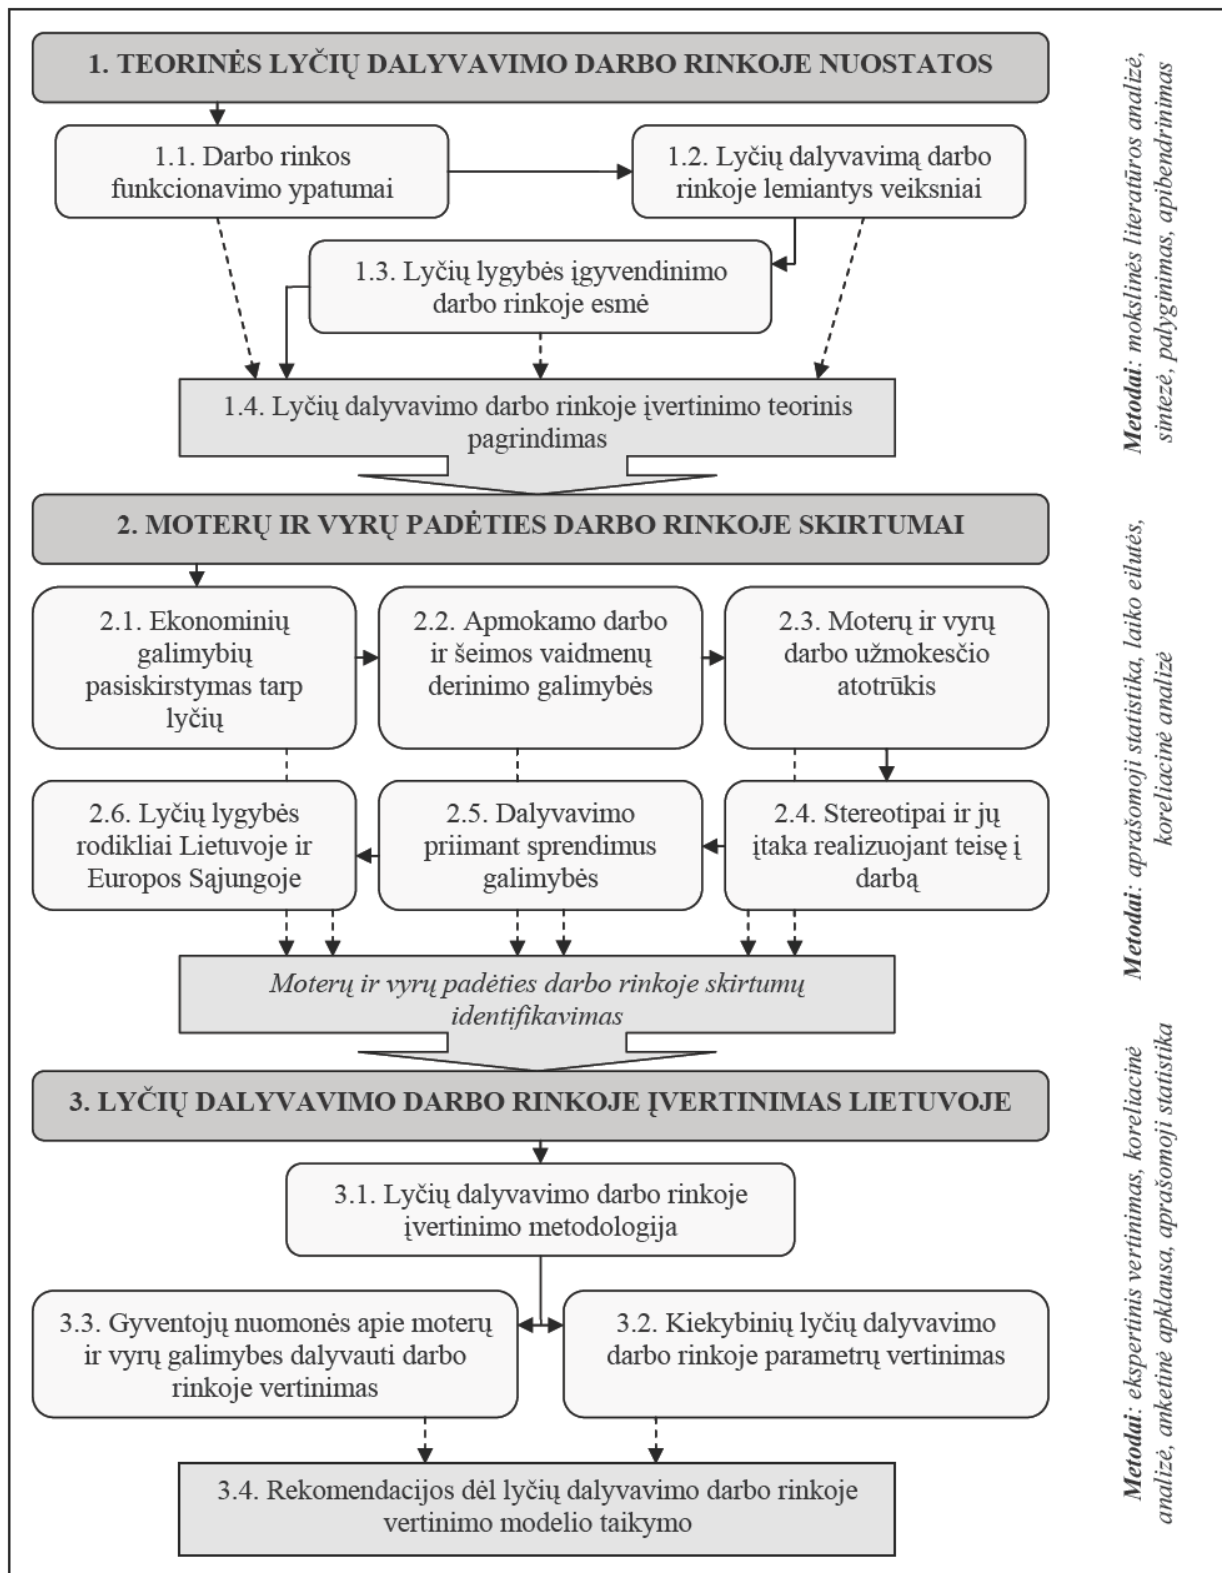 1. TEORINĖS LYČIŲ DALYVAVIMO DARBO RINKOJE NUOSTATOS
1.1. Darbo rinkos
funkcionavimo ypatumai
1.2. Lyčių dalyvavimą darbo
rinkoje lemiantys veiksniai
1.3. Lyčių lygybės įgyvendinimo
darbo rinkoje esmė
1.4. Lyčių dalyvavimo darbo rinkoje įvertinimo teorinis
pagrindimas
Metodai: mokslinės literatūros analizė,
sintezė, palyginimas, apibendrinimas
2. MOTERŲ IR VYRŲ PADĖTIES DARBO RINKOJE SKIRTUMAI
2.1. Ekonominių
galimybių
pasiskirstymas tarp
lyčių
2.2. Apmokamo darbo
ir šeimos vaidmenų
derinimo galimybės
2.3. Moterų ir vyrų
darbo užmokesčio
atotrūkis
2.6. Lyčių lygybės
rodikliai Lietuvoje ir
Europos Sąjungoje
2.5. Dalyvavimo
priimant sprendimus
galimybės
2.4. Stereotipai ir jų
įtaka realizuojant teisę į
darbą
Moterų ir vyrų padėties darbo rinkoje skirtumų
identifikavimas
Metodai: aprašomoji statistika, laiko eilutės,
koreliacinė analizė
3. LYČIŲ DALYVAVIMO DARBO RINKOJE ĮVERTINIMAS LIETUVOJE
3.1. Lyčių dalyvavimo darbo rinkoje
įvertinimo metodologija
3.3. Gyventojų nuomonės apie moterų
ir vyrų galimybes dalyvauti darbo
rinkoje vertinimas
3.2. Kiekybinių lyčių dalyvavimo
darbo rinkoje parametrų vertinimas
3.4. Rekomendacijos dėl lyčių dalyvavimo darbo rinkoje
vertinimo modelio taikymo
Metodai: ekspertinis vertinimas, koreliacinė
analizė, anketinė apklausa, aprašomoji statistika